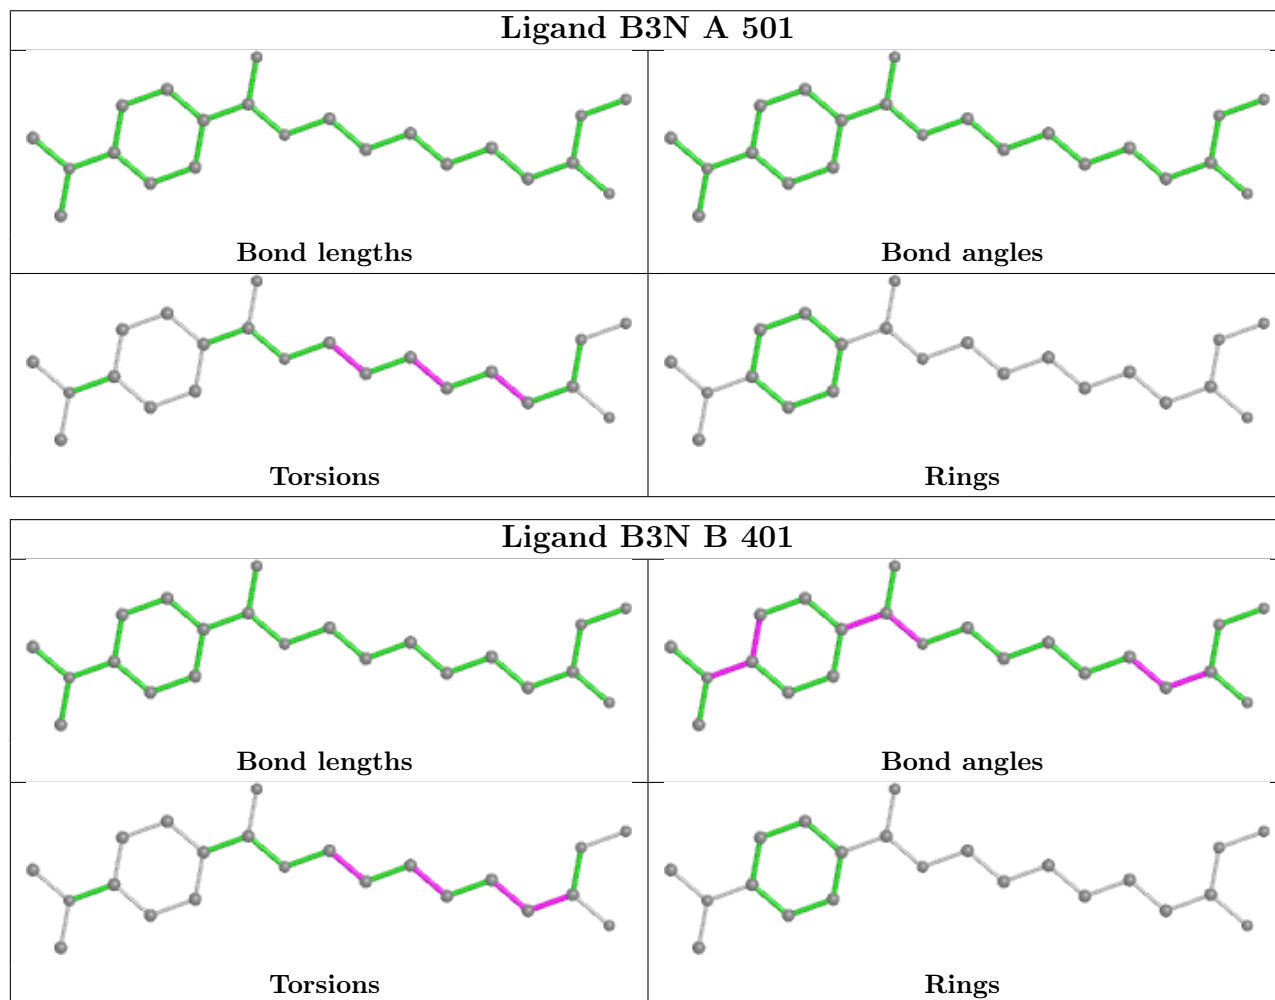 Ligand B3N A 501
Bond lengths
Bond angles
Torsions
Rings
Ligand B3N B 401
Bond lengths
Bond angles
Torsions
Rings